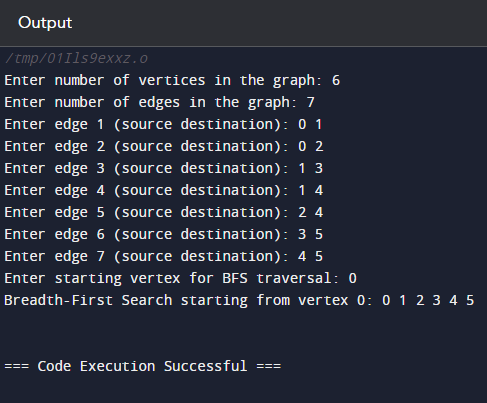 Output
/tmp/01Ils9exxz.o
Enter number of vertices in the graph: 6
Enter number of edges in the graph: 7
Enter edge 1 (source destination): 0 1
Enter edge 2 (source destination): 0 2
Enter edge 3 (source destination): 1 3
Enter edge 4 (source destination): 1 4
Enter edge 5 (source destination): 2 4
Enter edge 6 (source destination): 3 5
Enter edge 7 (source destination): 4 5
Enter starting vertex for BFS traversal: 0
Breadth-First Search starting from vertex 0: 0 1 2 3 4 5
=== Code Execution Successful ===